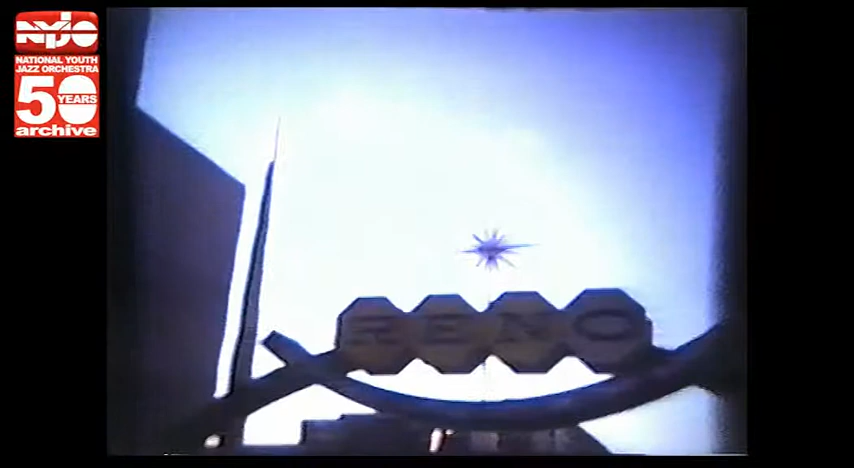 NYJO
NATIONAL YOUTH
JAZZ ORCHESTRA
50
YEARS
archive
RENO